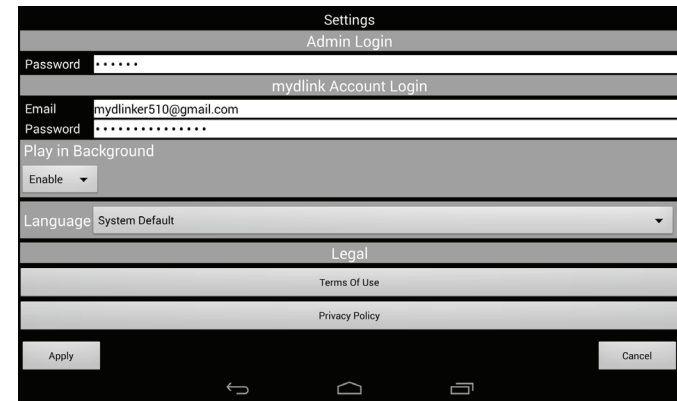 Settings
Admin Login
Password ······
mydlink Account Login
Email mydlinker510@gmail.com
Password ···············
Play in Background
Enable
Language System Default
Legal
Terms Of Use
Privacy Policy
Apply Cancel